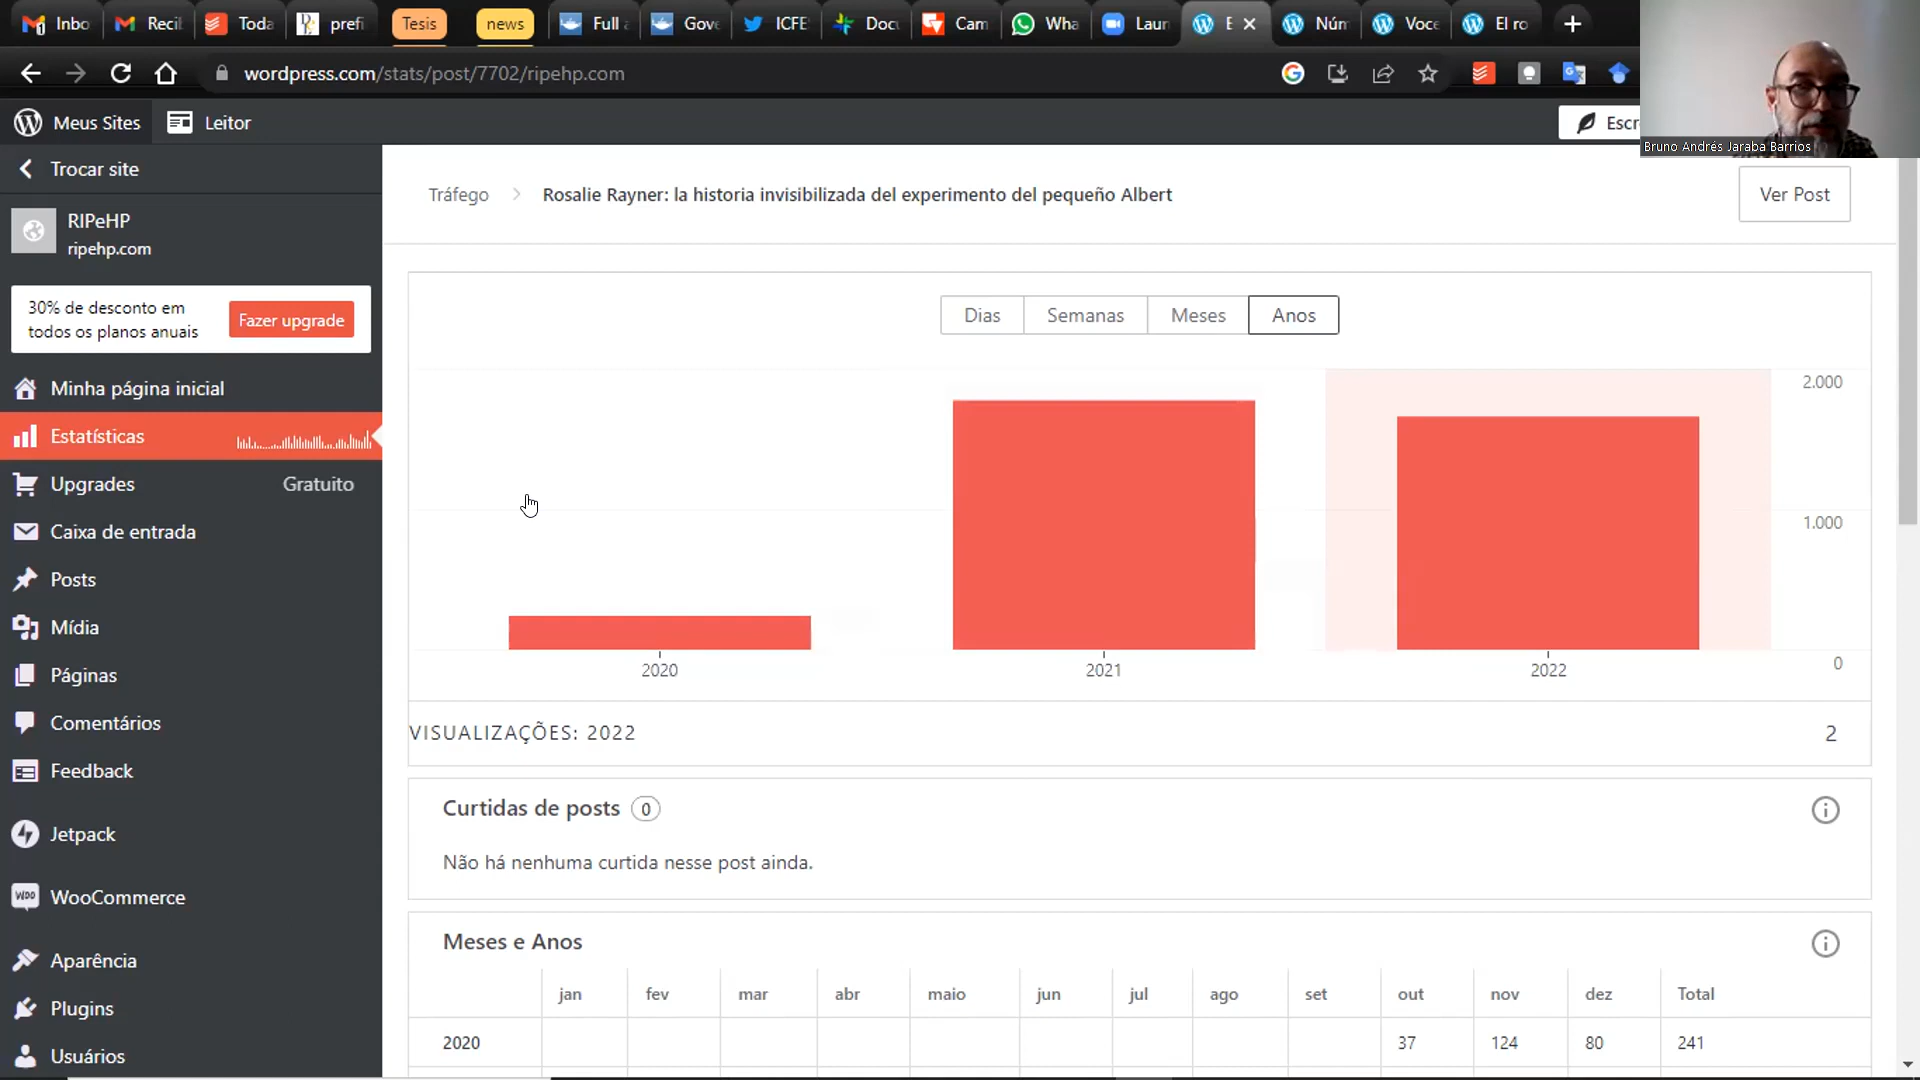 Inbo
Recil
Toda
prefi
Tesis
news
Full
Gove
ICFE
Docu
Cam
Wha
Laun
E
Núm
Voce
El ro
wordpress.com/stats/post/7702/ripehp.com
Meus Sites
Leitor
Escr
Bruno Andrés Jaraba Barrios
Trocar site
RIPeHP
ripehp.com
30% de desconto em
todos os planos anuais
Fazer upgrade
Minha página inicial
Estatísticas
Upgrades
Gratuito
Caixa de entrada
Posts
Mídia
Páginas
Comentários
Feedback
Jetpack
WOO
WooCommerce
Aparência
Plugins
Usuários
Tráfego
Rosalie Rayner: la historia invisibilizada del experimento del pequeño Albert
Ver Post
Dias Semanas Meses Anos
2.000
1.000
0
2020 2021 2022
VISUALIZAÇÕES: 2022 2
Curtidas de posts 0
Não há nenhuma curtida nesse post ainda.
Meses e Anos
jan fev mar abr maio jun jul ago set out nov dez Total
2020 37 124 80 241